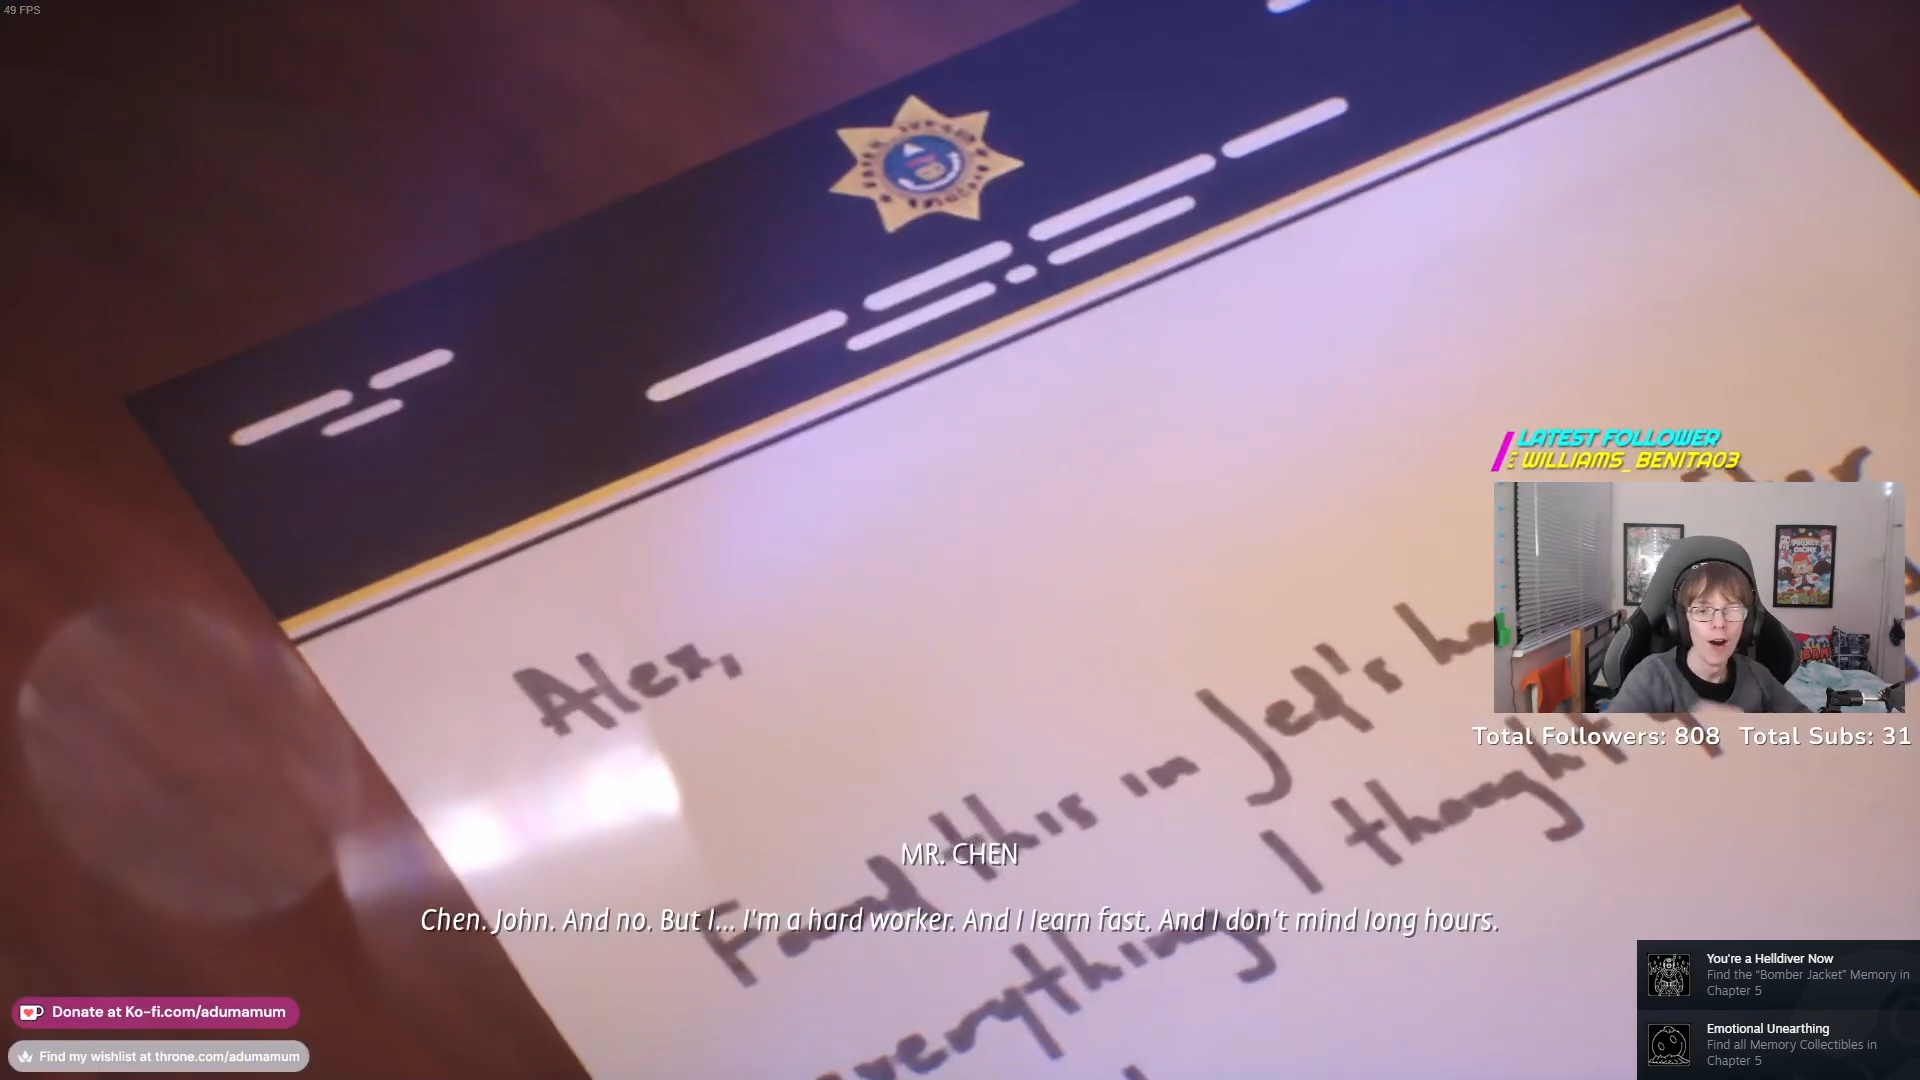 49 FPS
Alex,
Found this in Jed's
everything, I thought
LATEST FOLLOWER
: WILLIAMS_BENITA03
Total Followers: 808 Total Subs: 31
MR. CHEN
Chen. John. And no. But I... I'm a hard worker. And I learn fast. And I don't mind long hours.
Donate at Ko-fi.com/adumamum
Find my wishlist at throne.com/adumamum
You're a Helldiver Now
Find the “Bomber Jacket” Memory in
Chapter 5
Emotional Unearthing
Find all Memory Collectibles in
Chapter 5